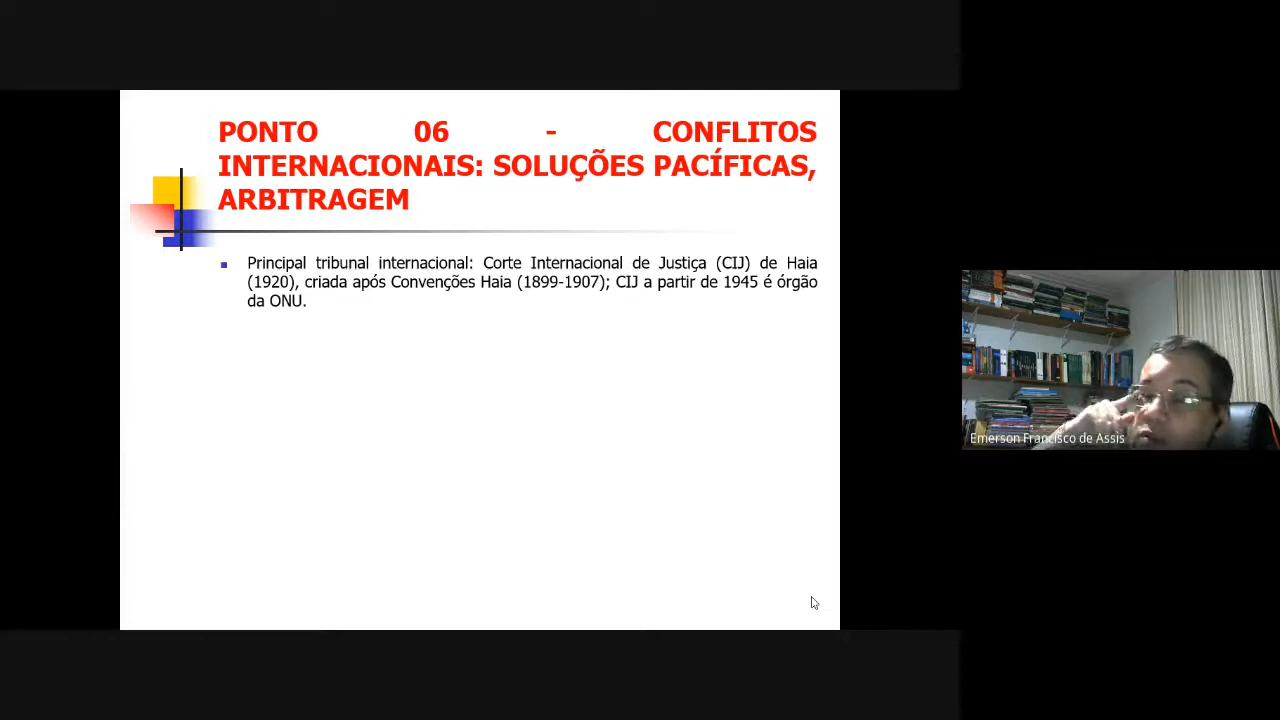 PONTO 06 - CONFLITOS
INTERNACIONAIS: SOLUÇÕES PACÍFICAS,
ARBITRAGEM
Principal tribunal internacional: Corte Internacional de Justiça (CIJ) de Haia
(1920), criada após Convenções Haia (1899-1907); CIJ a partir de 1945 é órgão
da ONU.
Emerson Francisco de Assis